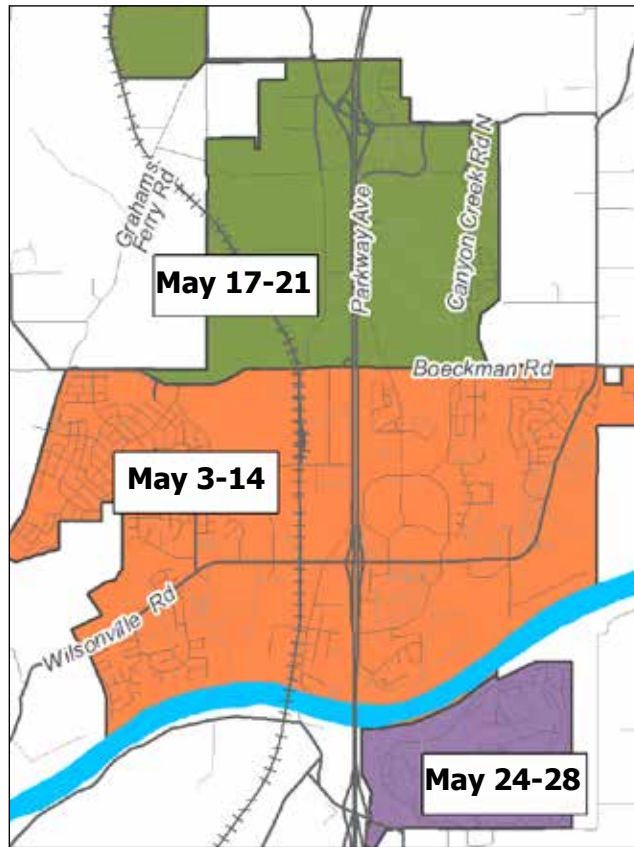 Grahams
Ferry Rd
May 17-21
Parkway Ave
Canyon Creek Rd N
Boeckman Rd
May 3-14
Wilsonville Rd
May 24-28